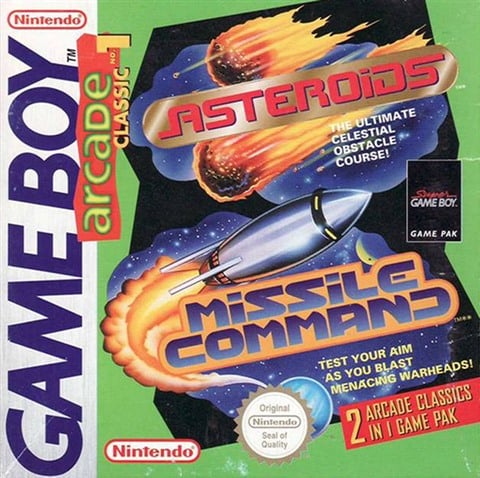 Nintendo
GAME BOY
TM
arcade
CLASSIC NO. 1
ASTEROiDS
THE ULTIMATE
CELESTIAL
OBSTACLE
COURSE!
Super
GAME BOY
GAME PAK
MiSSiLE
COMMAND
TEST YOUR AIM
AS YOU BLAST
MENACING WARHEADS!
2 ARCADE CLASSICS
IN 1 GAME PAK
Original
Nintendo
Seal of
Quality
Nintendo